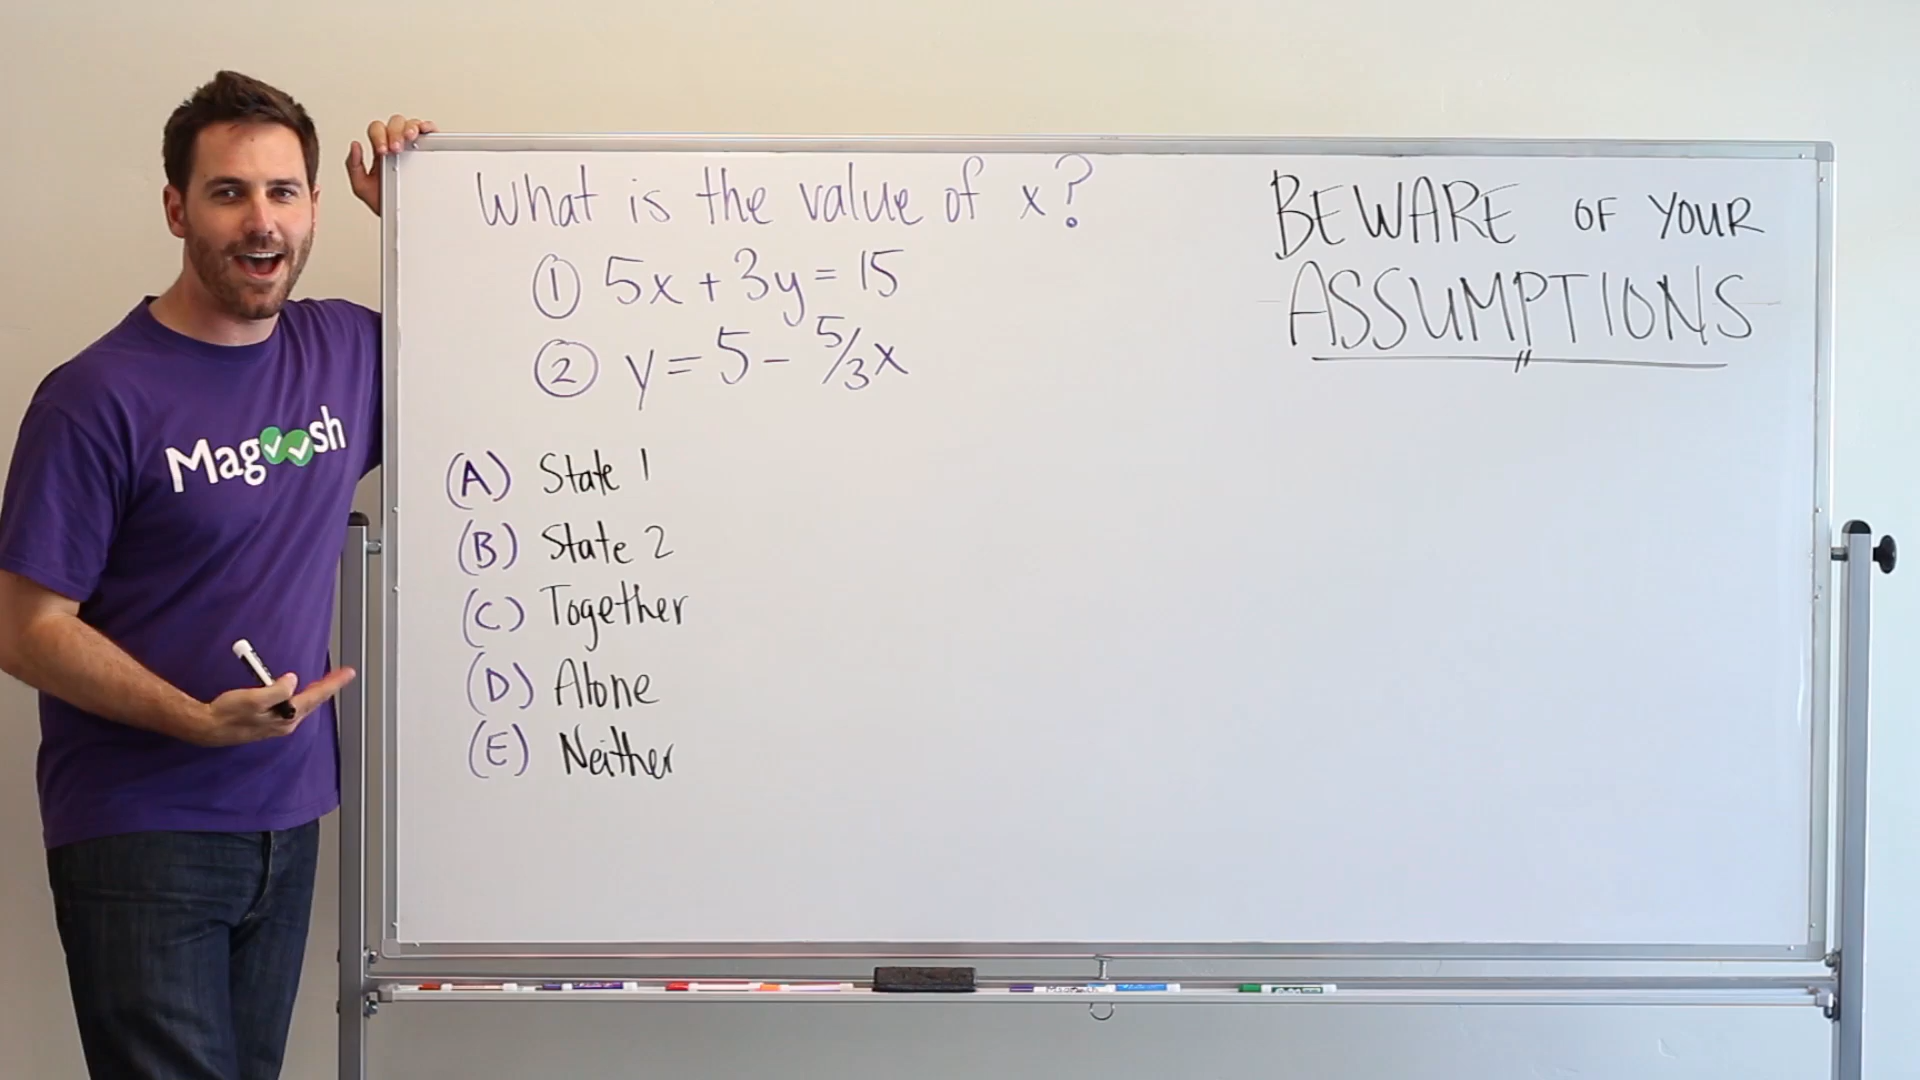 What is the value of x?
① 5x + 3y = 15
② y = 5 - 5/3x
(A) State 1
(B) State 2
(C) Together
(D) Alone
(E) Neither
BEWARE OF YOUR
ASSUMPTIONS
Magoosh